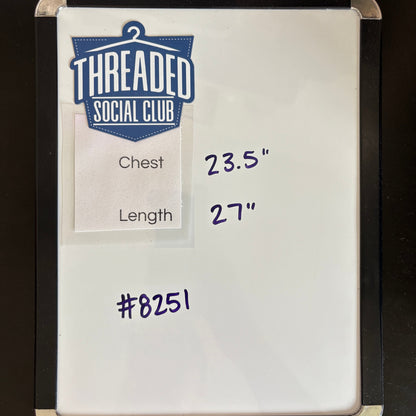 THREADED
SOCIAL CLUB
Chest 23.5"
Length 27"
#8251